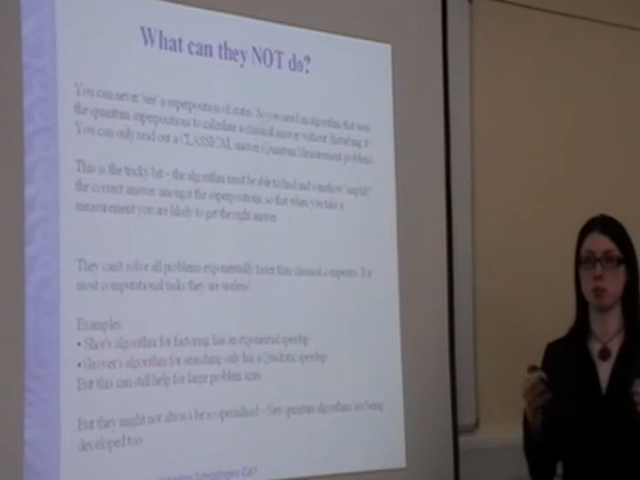 What can they NOT do?
You can never 'see' a superposition of states. So you need an algorithm that uses
the quantum superpositions to calculate a classical answer without 'disturbing' it
You can only read out a CLASSICAL answer (Quantum Measurement problem)
This is the tricky bit – the algorithm must be able to find and somehow 'amplify'
the correct answer amongst the superpositions, so that when you take a
measurement you are likely to get the right answer
They can't solve all problems exponentially faster than classical computers. For
most computational tasks they are useless!
Examples
• Shor's algorithm for factoring has an exponential speedup
• Grover's algorithm for searching only has a Quadratic speedup
But this can still help for large problem sizes
But they might not always be so specialised – New quantum algorithms are being
developed too